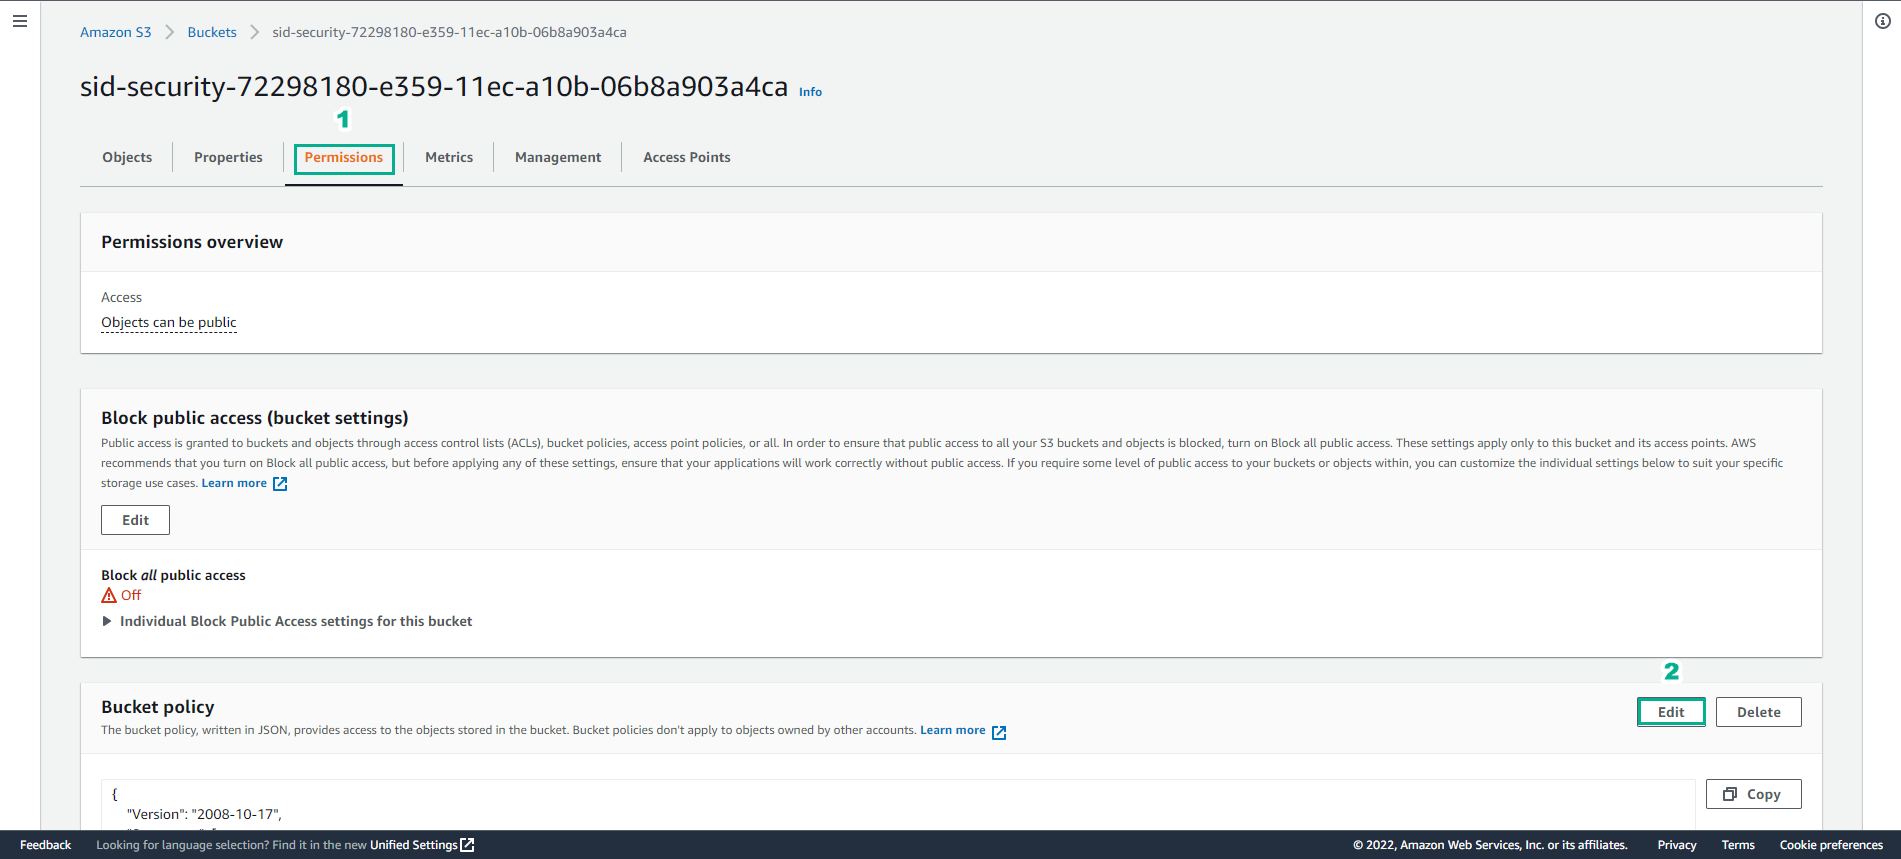 Amazon S3 Buckets sid-security-72298180-e359-11ec-a10b-06b8a903a4ca
sid-security-72298180-e359-11ec-a10b-06b8a903a4ca Info
1
Objects Properties Permissions Metrics Management Access Points
Permissions overview
Access
Objects can be public
Block public access (bucket settings)
Public access is granted to buckets and objects through access control lists (ACLs), bucket policies, access point policies, or all. In order to ensure that public access to all your S3 buckets and objects is blocked, turn on Block all public access. These settings apply only to this bucket and its access points. AWS
recommends that you turn on Block all public access, but before applying any of these settings, ensure that your applications will work correctly without public access. If you require some level of public access to your buckets or objects within, you can customize the individual settings below to suit your specific
storage use cases. Learn more
Edit
Block all public access
Off
Individual Block Public Access settings for this bucket
2
Bucket policy
Edit Delete
The bucket policy, written in JSON, provides access to the objects stored in the bucket. Bucket policies don't apply to objects owned by other accounts. Learn more
{
Copy
"Version": "2008-10-17",
Feedback Looking for language selection? Find it in the new Unified Settings © 2022, Amazon Web Services, Inc. or its affiliates. Privacy Terms Cookie preferences